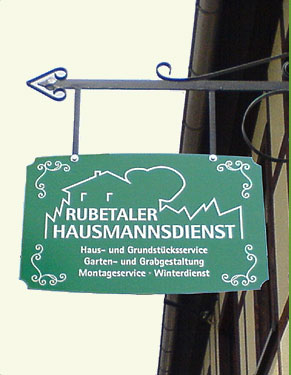 RUBETALER
HAUSMANNSDIENST
Haus- und Grundstücksservice
Garten- und Grabgestaltung
Montageservice · Winterdienst